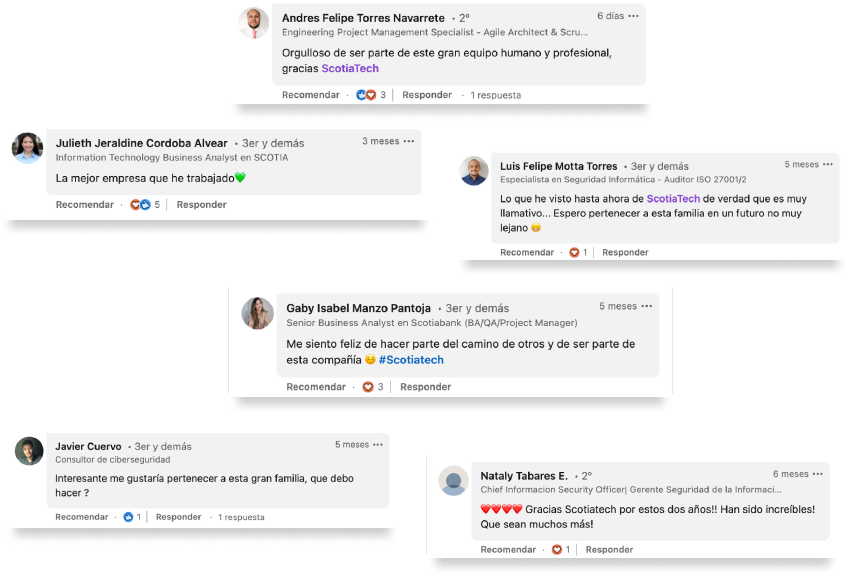 Andres Felipe Torres Navarrete • 2° 6 días •••
Engineering Project Management Specialist - Agile Architect & Scru...
Orgulloso de ser parte de este gran equipo humano y profesional,
gracias ScotiaTech
Recomendar · 3 | Responder · 1 respuesta
Julieth Jeraldine Cordoba Alvear • 3er y demás 3 meses •••
Information Technology Business Analyst en SCOTIA
La mejor empresa que he trabajado💚
Recomendar · 5 | Responder
Luis Felipe Motta Torres • 3er y demás 5 meses •••
Especialista en Seguridad Informática - Auditor ISO 27001/2
Lo que he visto hasta ahora de ScotiaTech de verdad que es muy
llamativo... Espero pertenecer a esta familia en un futuro no muy
lejano 😊
Recomendar · 1 | Responder
Gaby Isabel Manzo Pantoja • 3er y demás 5 meses •••
Senior Business Analyst en Scotiabank (BA/QA/Project Manager)
Me siento feliz de hacer parte del camino de otros y de ser parte de
esta compañía ☺️ #Scotiatech
Recomendar · 3 | Responder
Javier Cuervo • 3er y demás 5 meses •••
Consultor de ciberseguridad
Interesante me gustaría pertenecer a esta gran familia, que debo
hacer ?
Recomendar · 1 | Responder · 1 respuesta
Nataly Tabares E. • 2° 6 meses •••
Chief Informacion Security Officer| Gerente Seguridad de la Informaci...
❤️❤️❤️❤️ Gracias Scotiatech por estos dos años!! Han sido increíbles!
Que sean muchos más!
Recomendar · 1 | Responder